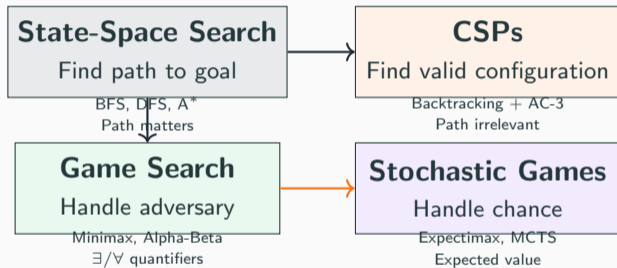 State-Space Search
Find path to goal
BFS, DFS, A*
Path matters
CSPs
Find valid configuration
Backtracking + AC-3
Path irrelevant
Game Search
Handle adversary
Minimax, Alpha-Beta
∃/∀ quantifiers
Stochastic Games
Handle chance
Expectimax, MCTS
Expected value